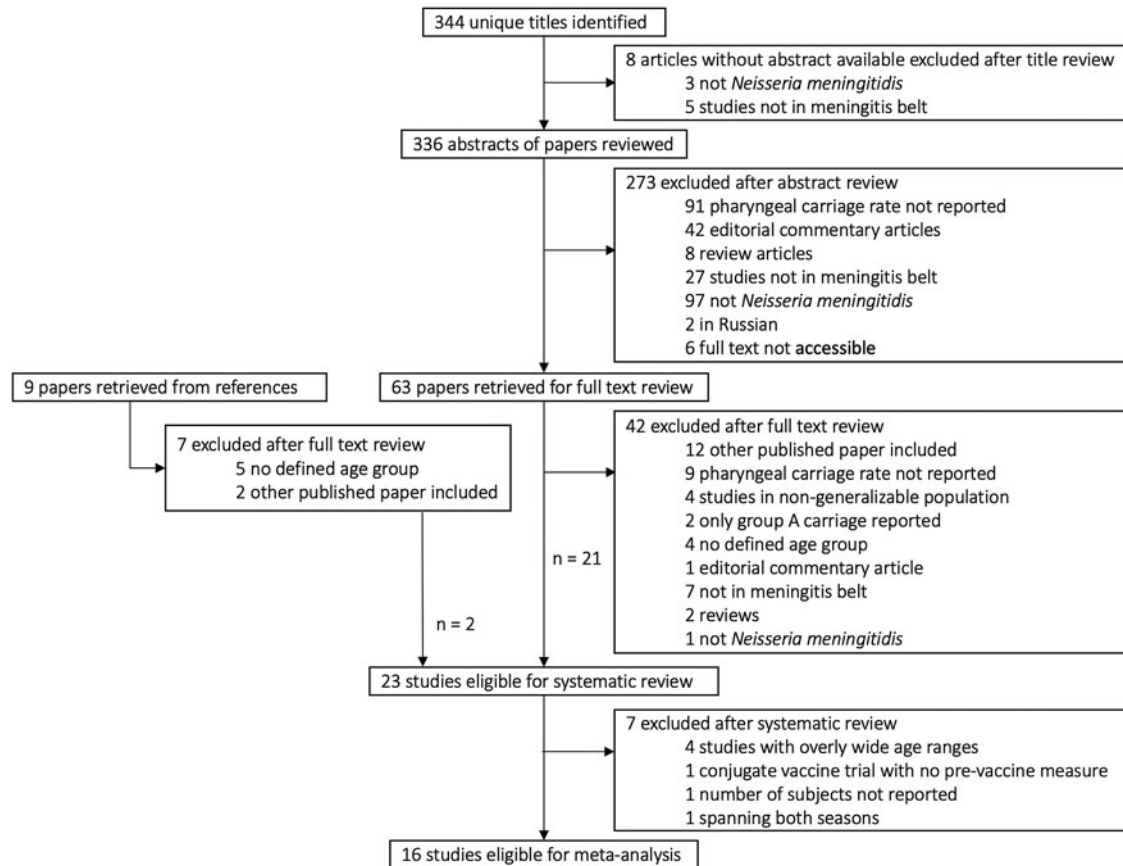 344 unique titles identified
8 articles without abstract available excluded after title review
3 not Neisseria meningitidis
5 studies not in meningitis belt
336 abstracts of papers reviewed
273 excluded after abstract review
91 pharyngeal carriage rate not reported
42 editorial commentary articles
8 review articles
27 studies not in meningitis belt
97 not Neisseria meningitidis
2 in Russian
6 full text not accessible
9 papers retrieved from references
63 papers retrieved for full text review
7 excluded after full text review
5 no defined age group
2 other published paper included
42 excluded after full text review
12 other published paper included
9 pharyngeal carriage rate not reported
4 studies in non-generalizable population
2 only group A carriage reported
4 no defined age group
1 editorial commentary article
7 not in meningitis belt
2 reviews
1 not Neisseria meningitidis
n = 21
n = 2
23 studies eligible for systematic review
7 excluded after systematic review
4 studies with overly wide age ranges
1 conjugate vaccine trial with no pre-vaccine measure
1 number of subjects not reported
1 spanning both seasons
16 studies eligible for meta-analysis